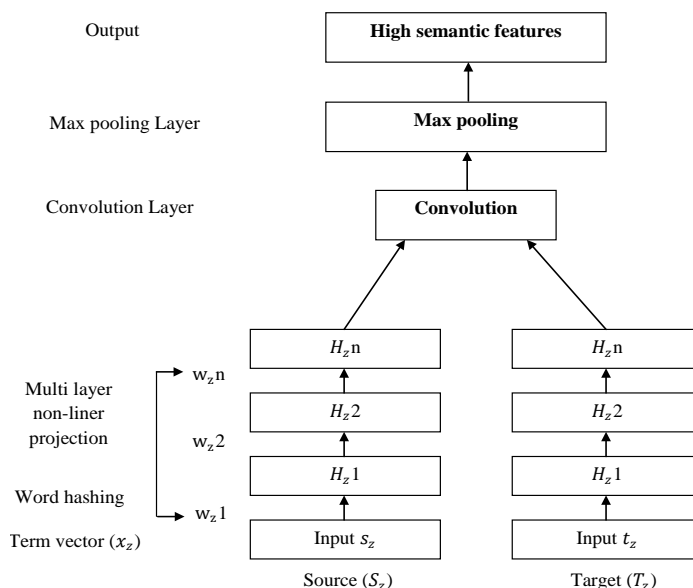 Output
High semantic features
Max pooling Layer
Max pooling
Convolution Layer
Convolution
H_z n
H_z n
w_z n
Multi layer
non-liner
projection
H_z 2
H_z 2
w_z 2
H_z 1
H_z 1
Word hashing
w_z 1
Term vector (x_z)
Input s_z
Input t_z
Source (S_z)
Target (T_z)